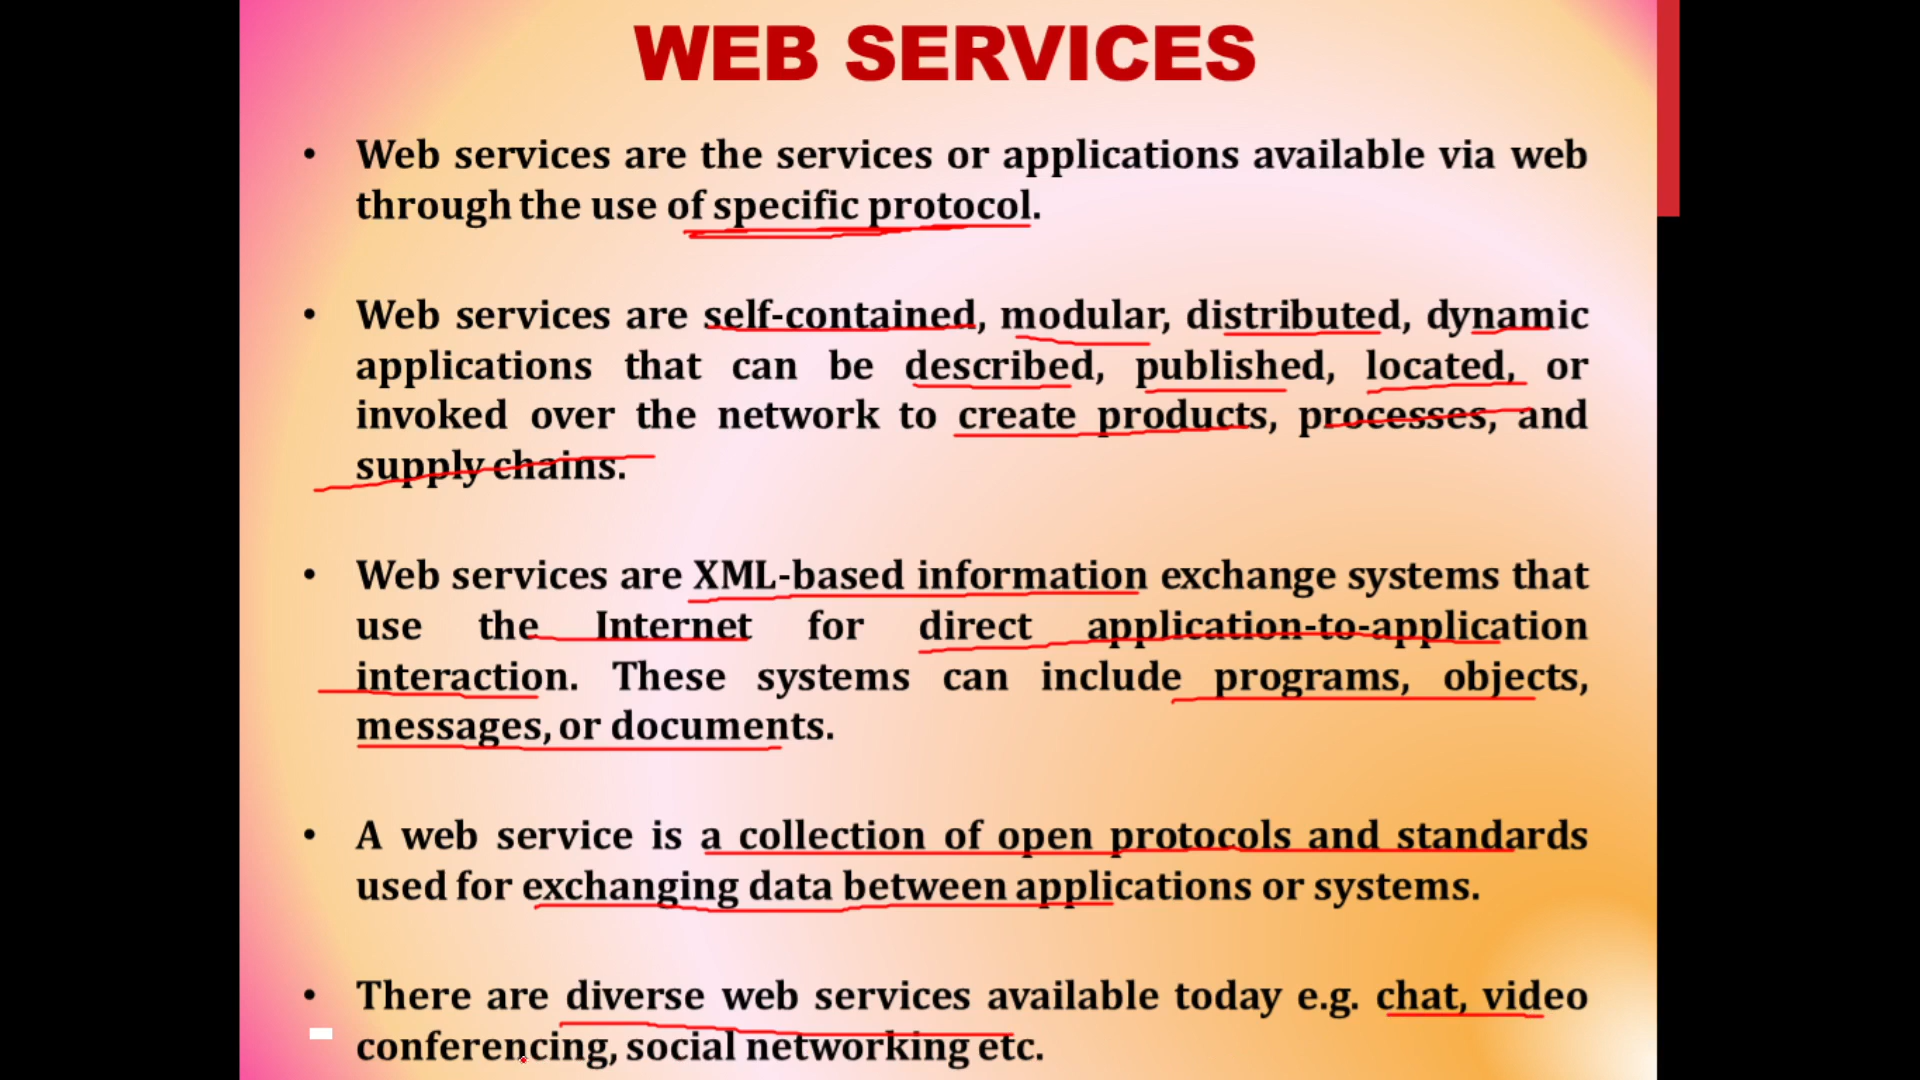 WEB SERVICES
• Web services are the services or applications available via web
through the use of specific protocol.
• Web services are self-contained, modular, distributed, dynamic
applications that can be described, published, located, or
invoked over the network to create products, processes, and
supply chains.
• Web services are XML-based information exchange systems that
use the Internet for direct application-to-application
interaction. These systems can include programs, objects,
messages, or documents.
• A web service is a collection of open protocols and standards
used for exchanging data between applications or systems.
• There are diverse web services available today e.g. chat, video
conferencing, social networking etc.